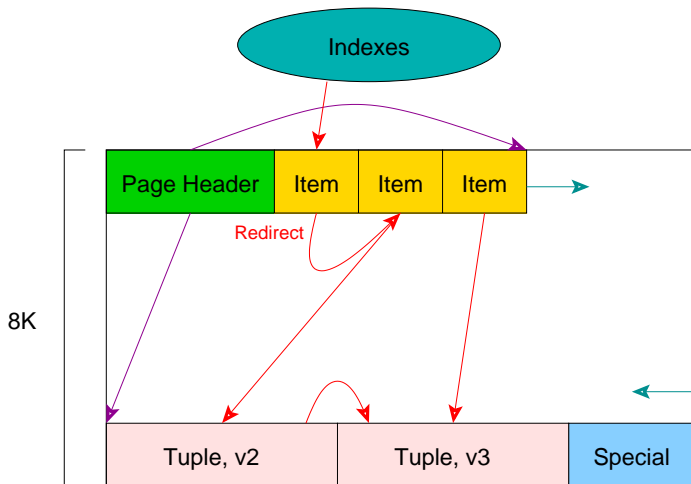 Indexes
Page Header
Item
Item
Item
Redirect
8K
Tuple, v2
Tuple, v3
Special